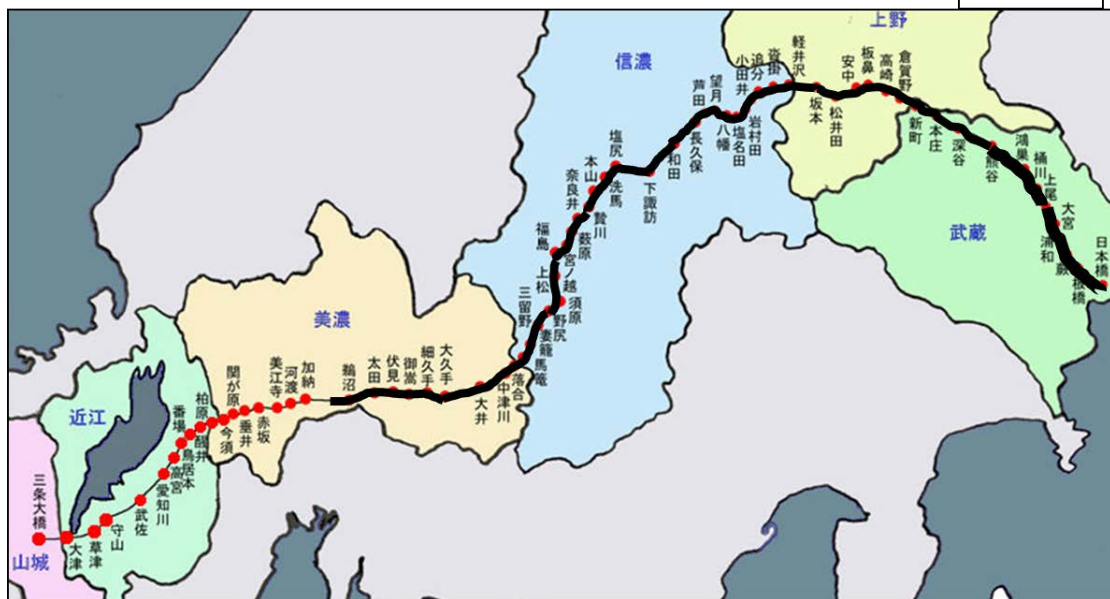 上野
信濃
武蔵
美濃
近江
山城
日本橋
板橋
蕨
浦和
大宮
上尾
桶川
鴻巣
熊谷
深谷
本庄
新町
倉賀野
高崎
板鼻
安中
松井田
坂本
軽井沢
沓掛
追分
小田井
岩村田
塩名田
八幡
望月
芦田
長久保
和田
下諏訪
塩尻
洗馬
本山
贄川
奈良井
薮原
宮ノ越
福島
上松
須原
野尻
三留野
妻籠
馬篭
落合
中津川
大井
大久手
細久手
御嵩
伏見
太田
鵜沼
加納
河渡
美江寺
赤坂
垂井
関が原
今須
柏原
醒井
番場
鳥居本
高宮
愛知川
武佐
守山
草津
大津
三条大橋